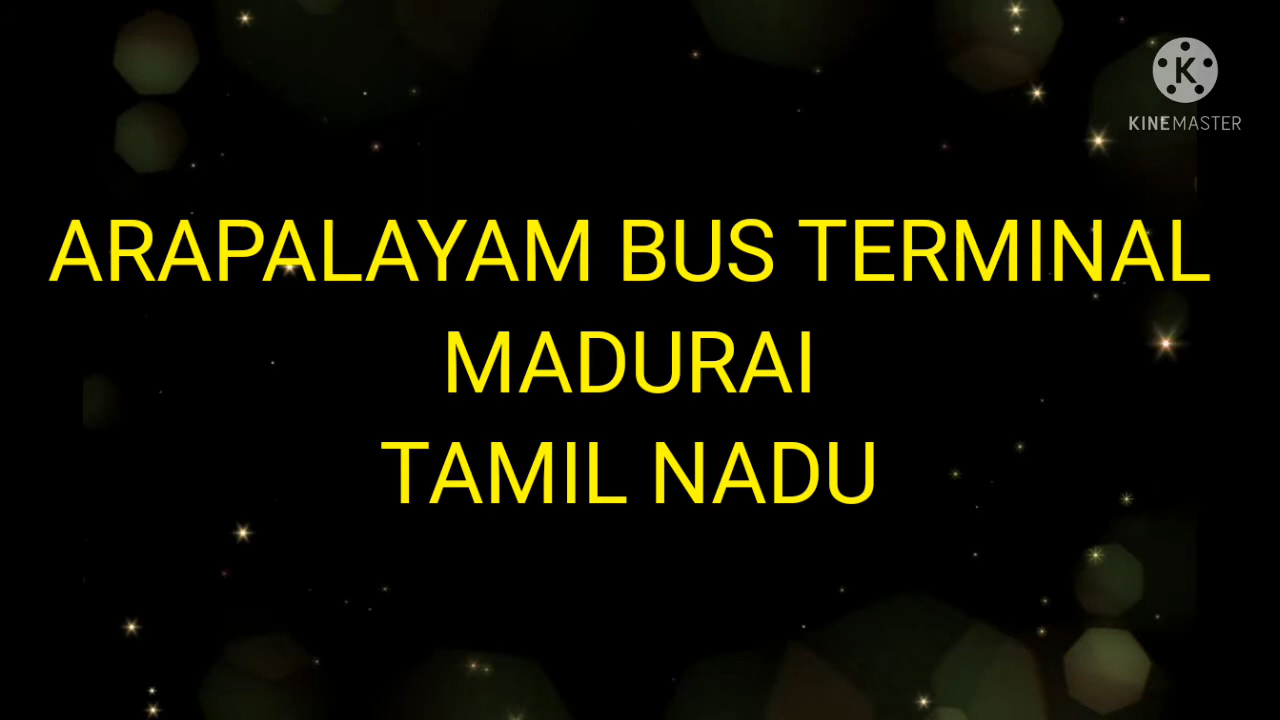 K
KINEMASTER
ARAPALAYAM BUS TERMINAL
MADURAI
TAMIL NADU